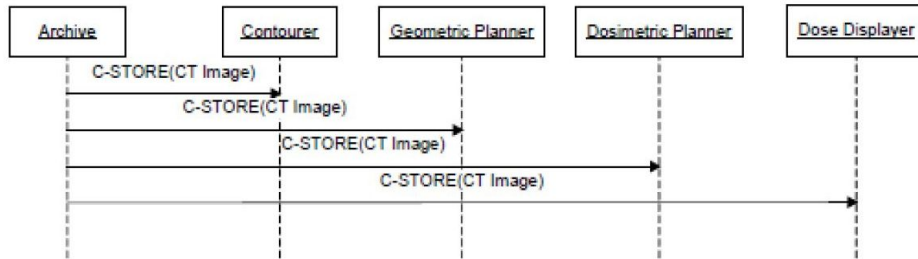 Archive
Contourer
Geometric Planner
Dosimetric Planner
Dose Displayer
C-STORE(CT Image)
C-STORE(CT Image)
C-STORE(CT Image)
C-STORE(CT Image)